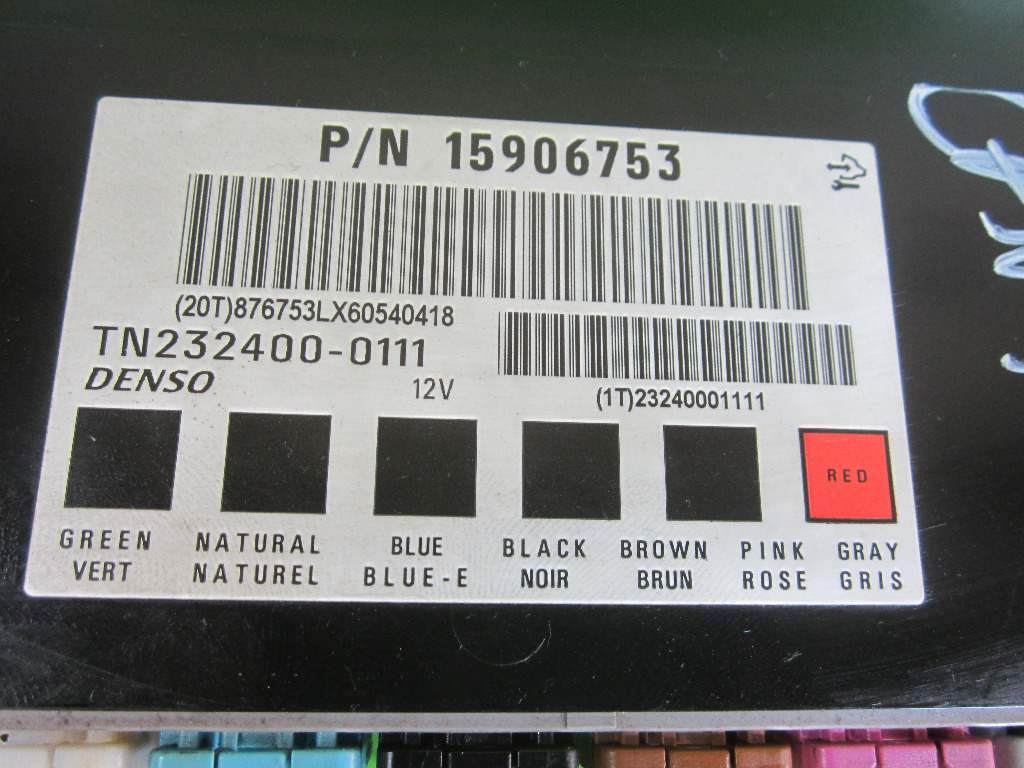 P/N 15906753
(20T)876753LX60540418
TN232400-0111
DENSO
12V
(1T)23240001111
RED
GREEN NATURAL BLUE BLACK BROWN PINK GRAY
VERT NATUREL BLUE-E NOIR BRUN ROSE GRIS